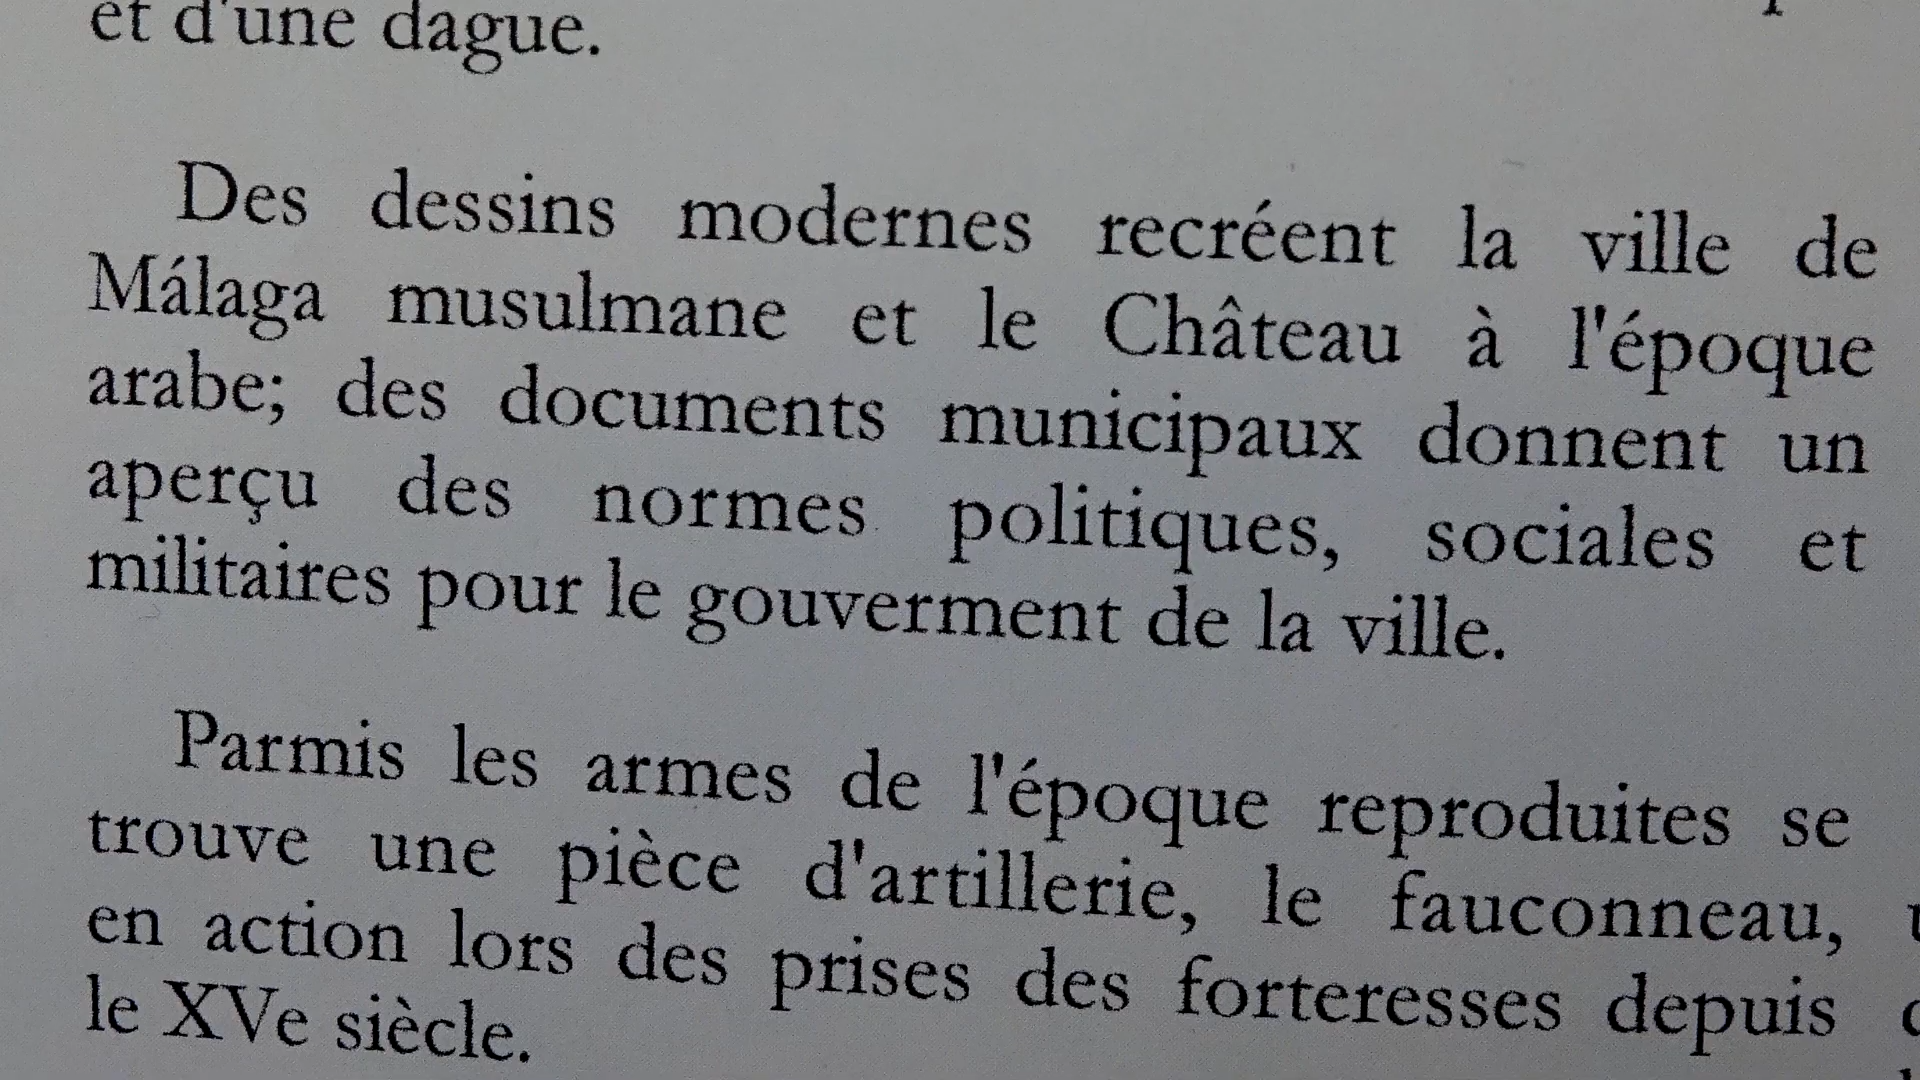 et d'une dague.
Des dessins modernes recréent la ville de
Málaga musulmane et le Château à l'époque
arabe; des documents municipaux donnent un
aperçu des normes politiques, sociales et
militaires pour le gouverment de la ville.
Parmis les armes de l'époque reproduites se
trouve une pièce d'artillerie, le fauconneau,
en action lors des prises des forteresses depuis
le XVe siècle.